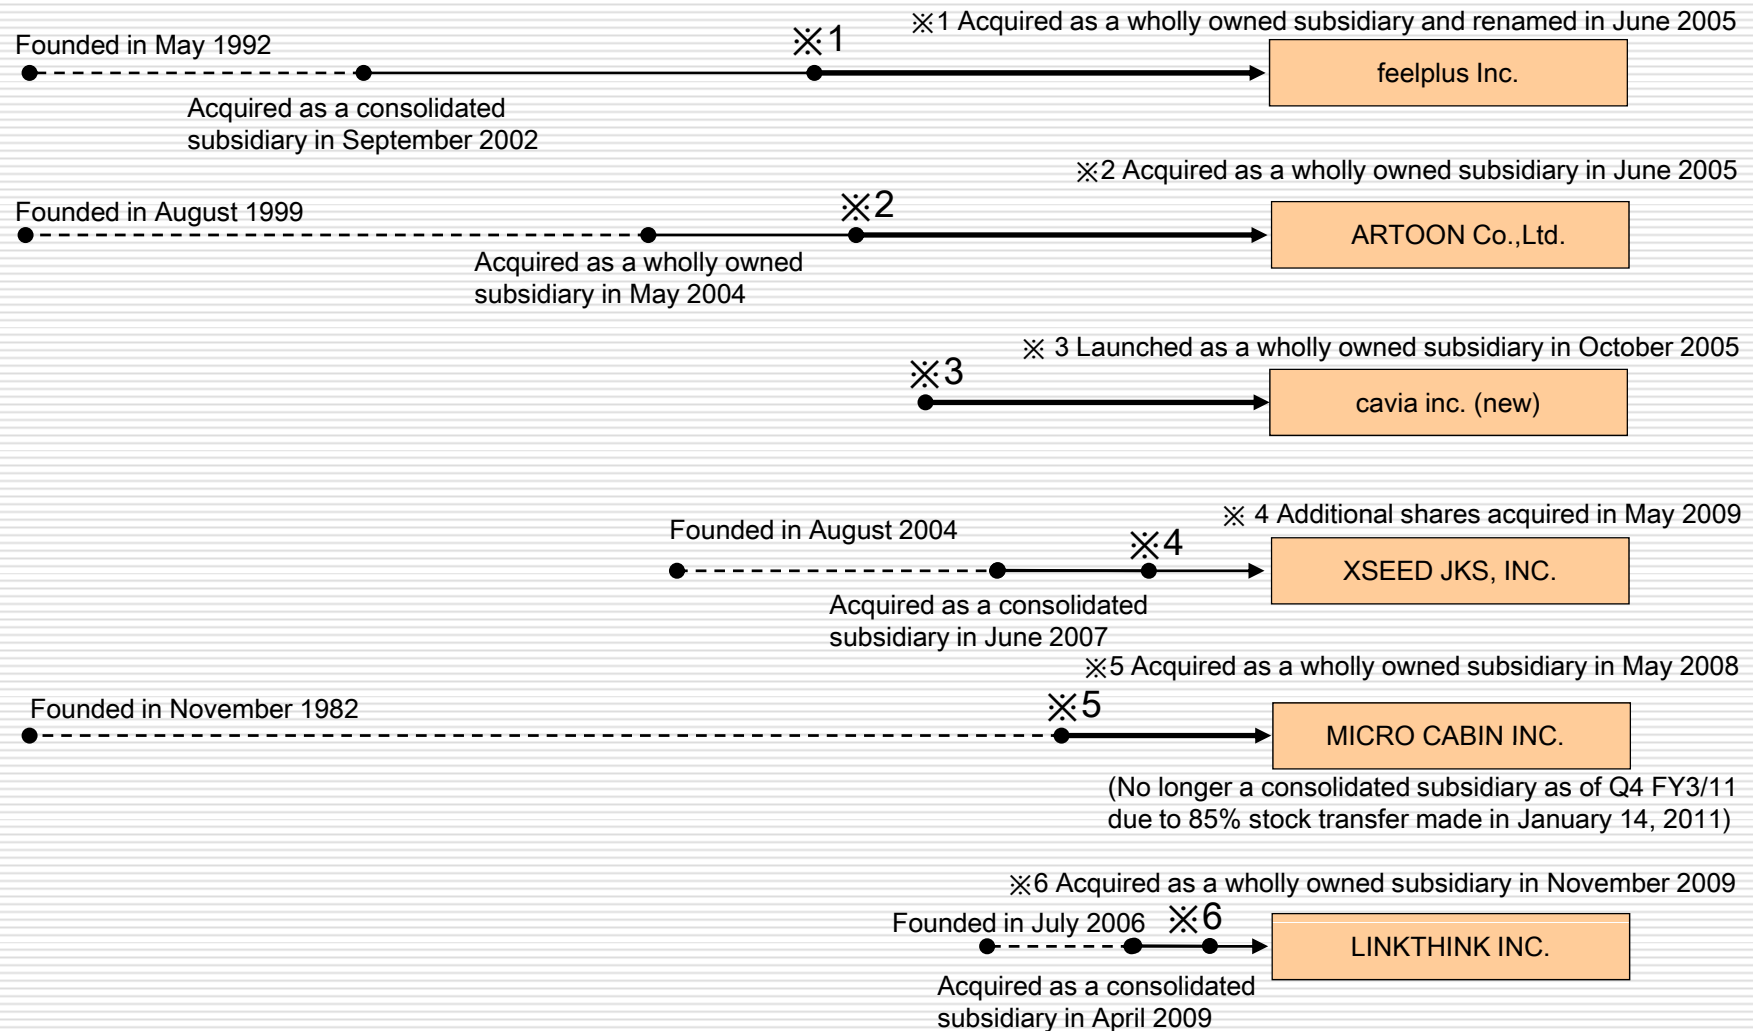 ※1 Acquired as a wholly owned subsidiary and renamed in June 2005
Founded in May 1992
※1
feelplus Inc.
Acquired as a consolidated
subsidiary in September 2002
※2 Acquired as a wholly owned subsidiary in June 2005
Founded in August 1999
※2
ARTOON Co.,Ltd.
Acquired as a wholly owned
subsidiary in May 2004
※ 3 Launched as a wholly owned subsidiary in October 2005
※3
cavia inc. (new)
※ 4 Additional shares acquired in May 2009
Founded in August 2004
※4
XSEED JKS, INC.
Acquired as a consolidated
subsidiary in June 2007
※5 Acquired as a wholly owned subsidiary in May 2008
Founded in November 1982
※5
MICRO CABIN INC.
(No longer a consolidated subsidiary as of Q4 FY3/11
due to 85% stock transfer made in January 14, 2011)
※6 Acquired as a wholly owned subsidiary in November 2009
Founded in July 2006
※6
LINKTHINK INC.
Acquired as a consolidated
subsidiary in April 2009